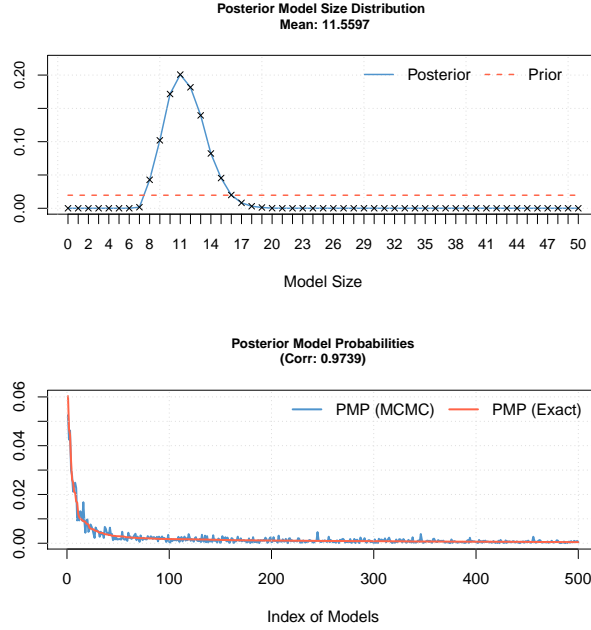 Posterior Model Size Distribution
Mean: 11.5597
Posterior Prior
0.20
0.10
0.00
0 2 4 6 8 11 14 17 20 23 26 29 32 35 38 41 44 47 50
Model Size
Posterior Model Probabilities
(Corr: 0.9739)
PMP (MCMC) PMP (Exact)
0.06
0.04
0.02
0.00
0 100 200 300 400 500
Index of Models